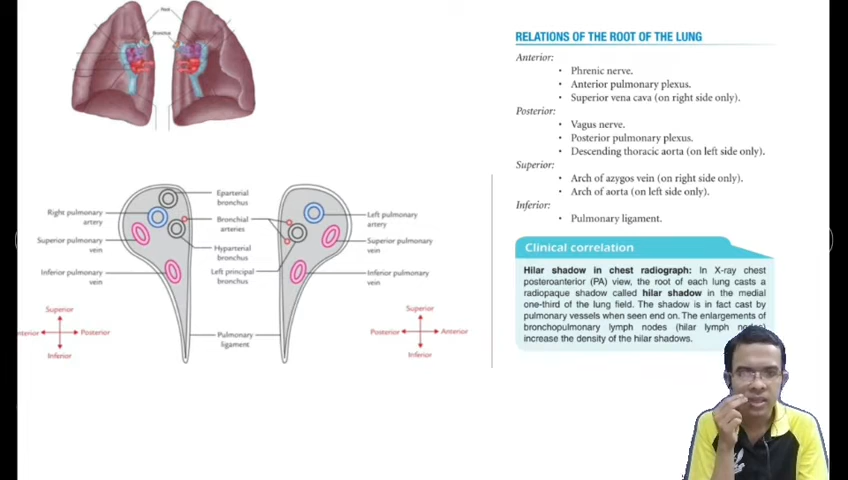 Root
Bronchus
Eparterial
bronchus
Right pulmonary
artery
Bronchial
arteries
Left pulmonary
artery
Superior pulmonary
vein
Hyparterial
bronchus
Superior pulmonary
vein
Inferior pulmonary
vein
Left principal
bronchus
Inferior pulmonary
vein
Superior
Anterior
Posterior
Inferior
Pulmonary
ligament
Superior
Posterior
Anterior
Inferior
RELATIONS OF THE ROOT OF THE LUNG
Anterior:
• Phrenic nerve.
• Anterior pulmonary plexus.
• Superior vena cava (on right side only).
Posterior:
• Vagus nerve.
• Posterior pulmonary plexus.
• Descending thoracic aorta (on left side only).
Superior:
• Arch of azygos vein (on right side only).
• Arch of aorta (on left side only).
Inferior:
• Pulmonary ligament.
Clinical correlation
Hilar shadow in chest radiograph: In X-ray chest
posteroanterior (PA) view, the root of each lung casts a
radiopaque shadow called hilar shadow in the medial
one-third of the lung field. The shadow is in fact cast by
pulmonary vessels when seen end on. The enlargements of
bronchopulmonary lymph nodes (hilar lymph nodes)
increase the density of the hilar shadows.